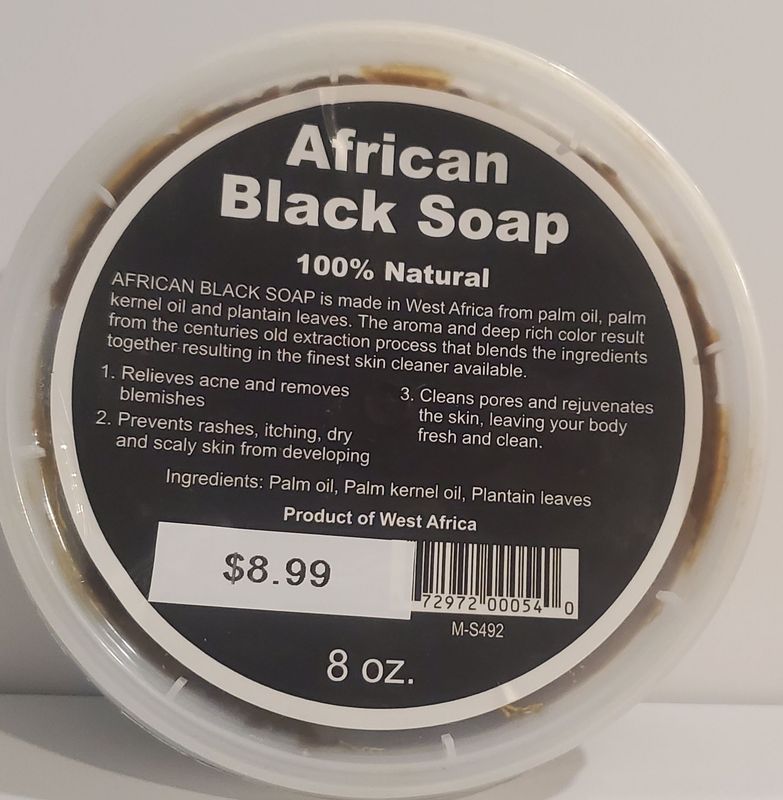 African
Black Soap
100% Natural
AFRICAN BLACK SOAP is made in West Africa from palm oil, palm
kernel oil and plantain leaves. The aroma and deep rich color result
from the centuries old extraction process that blends the ingredients
together resulting in the finest skin cleaner available.
1. Relieves acne and removes
blemishes
2. Prevents rashes, itching, dry
and scaly skin from developing
3. Cleans pores and rejuvenates
the skin, leaving your body
fresh and clean.
Ingredients: Palm oil, Palm kernel oil, Plantain leaves
Product of West Africa
$8.99
72972 00054 0
M-S492
8 oz.